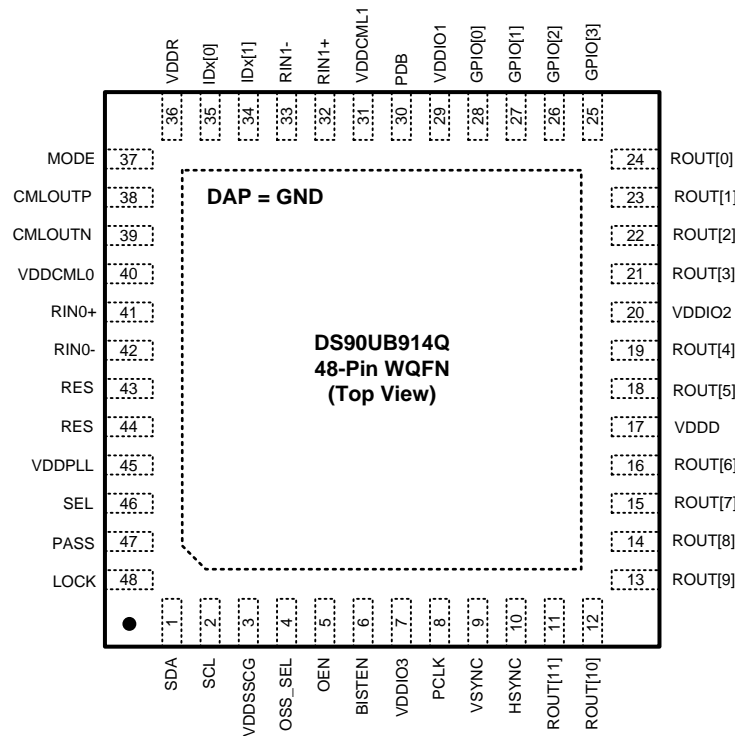 VDDR
IDx[0]
IDx[1]
RIN1-
RIN1+
VDDCML1
PDB
VDDIO1
GPIO[0]
GPIO[1]
GPIO[2]
GPIO[3]
36
35
34
33
32
31
30
29
28
27
26
25
MODE 37
CMLOUTP 38
CMLOUTN 39
VDDCML0 40
RIN0+ 41
RIN0- 42
RES 43
RES 44
VDDPLL 45
SEL 46
PASS 47
LOCK 48
DAP = GND
DS90UB914Q
48-Pin WQFN
(Top View)
24 ROUT[0]
23 ROUT[1]
22 ROUT[2]
21 ROUT[3]
20 VDDIO2
19 ROUT[4]
18 ROUT[5]
17 VDDD
16 ROUT[6]
15 ROUT[7]
14 ROUT[8]
13 ROUT[9]
1
2
3
4
5
6
7
8
9
10
11
12
SDA
SCL
VDDSSCG
OSS_SEL
OEN
BISTEN
VDDIO3
PCLK
VSYNC
HSYNC
ROUT[11]
ROUT[10]